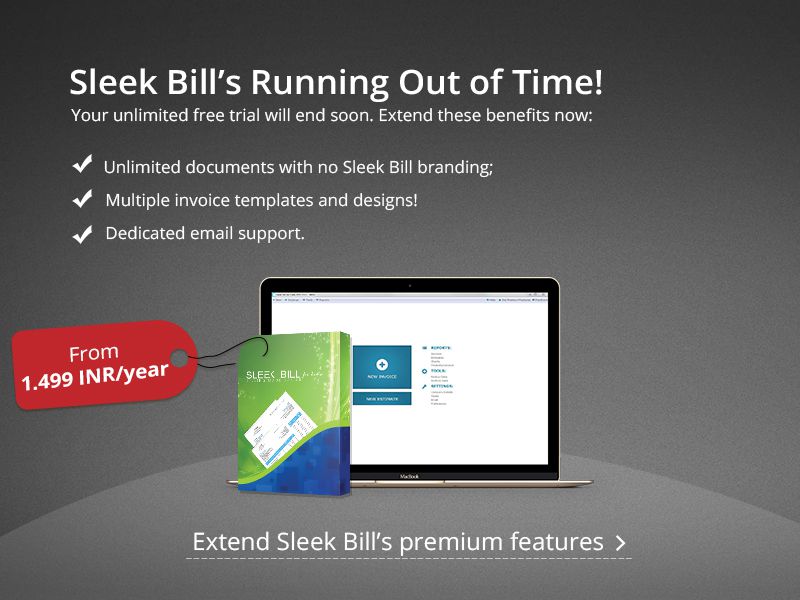 Sleek Bill's Running Out of Time!
Your unlimited free trial will end soon. Extend these benefits now:
Unlimited documents with no Sleek Bill branding;
Multiple invoice templates and designs!
Dedicated email support.
From
1.499 INR/year
SLEEK BILL
NEW INVOICE
NEW ESTIMATE
REPORTS:
TOOLS:
SETTINGS:
MacBook
Extend Sleek Bill's premium features